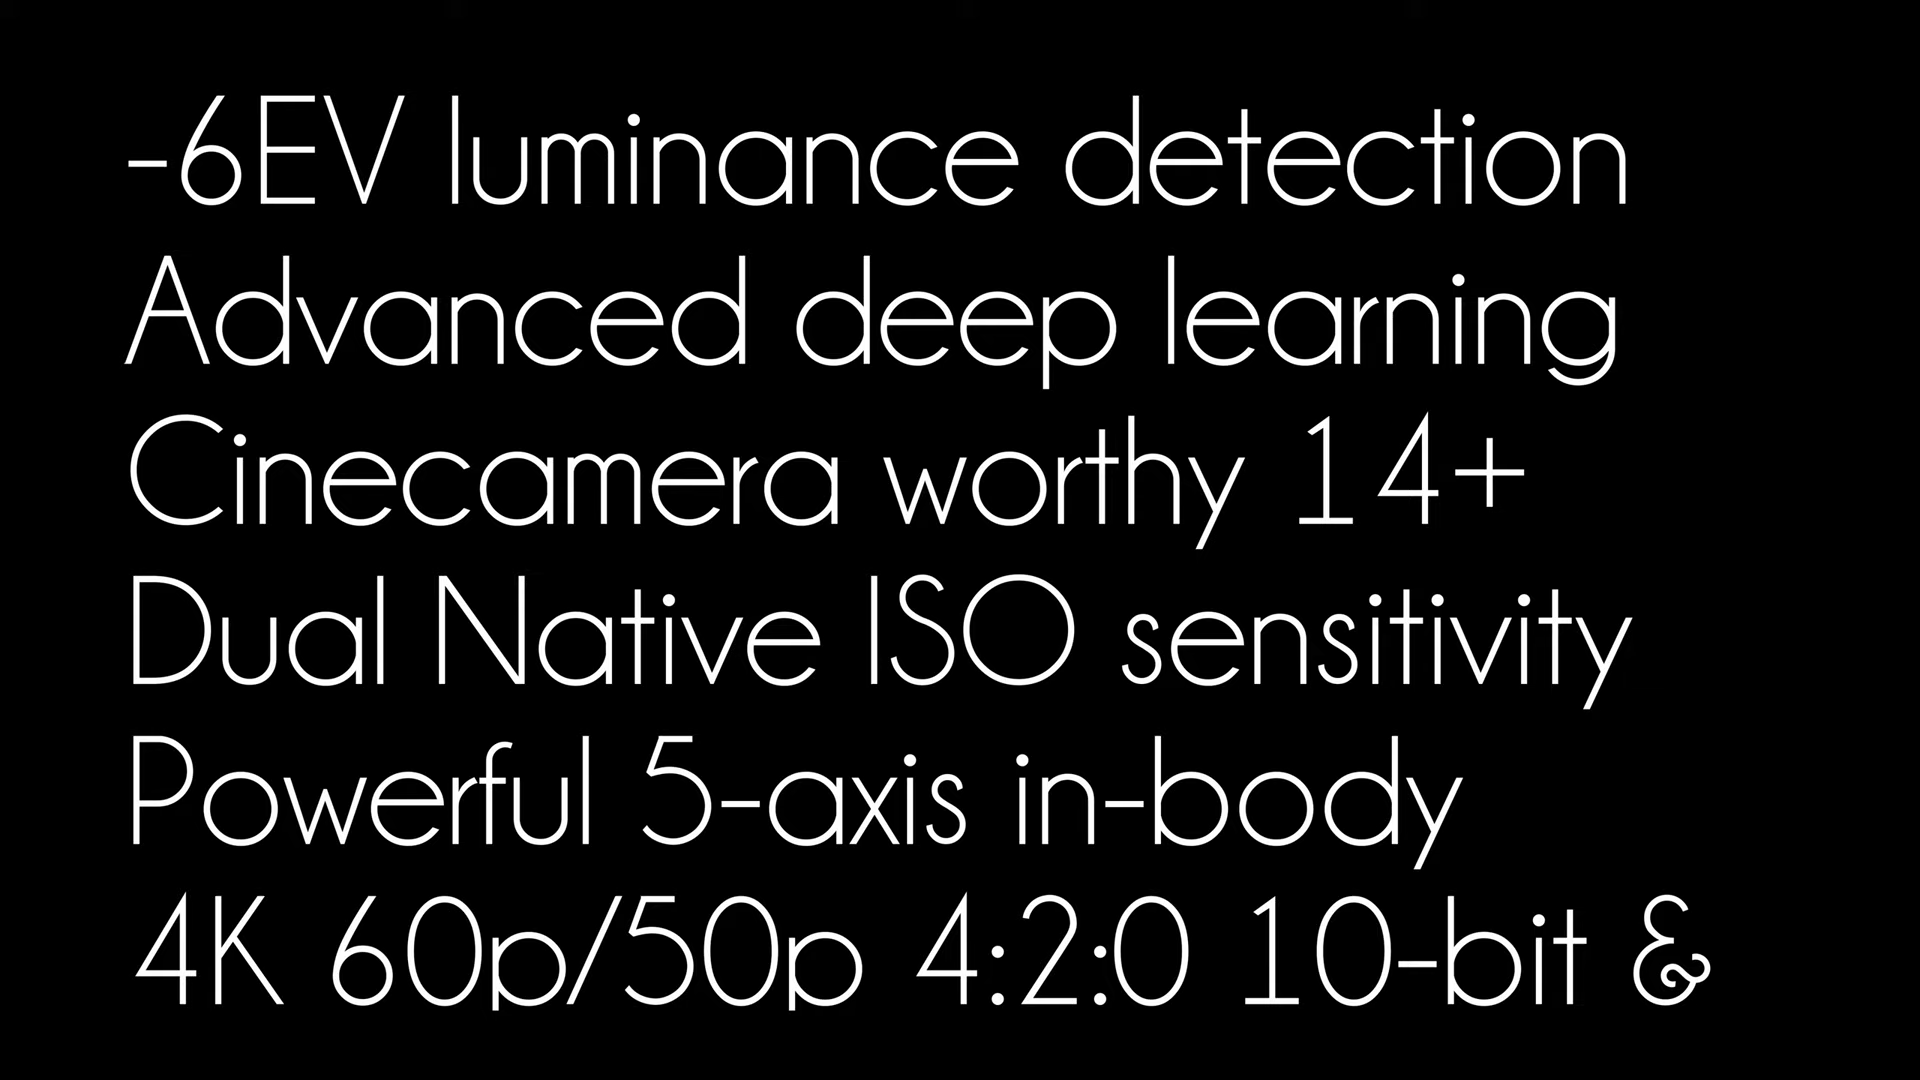 -6EV luminance detection
Advanced deep learning
Cinecamera worthy 14+
Dual Native ISO sensitivity
Powerful 5-axis in-body
4K 60p/50p 4:2:0 10-bit &